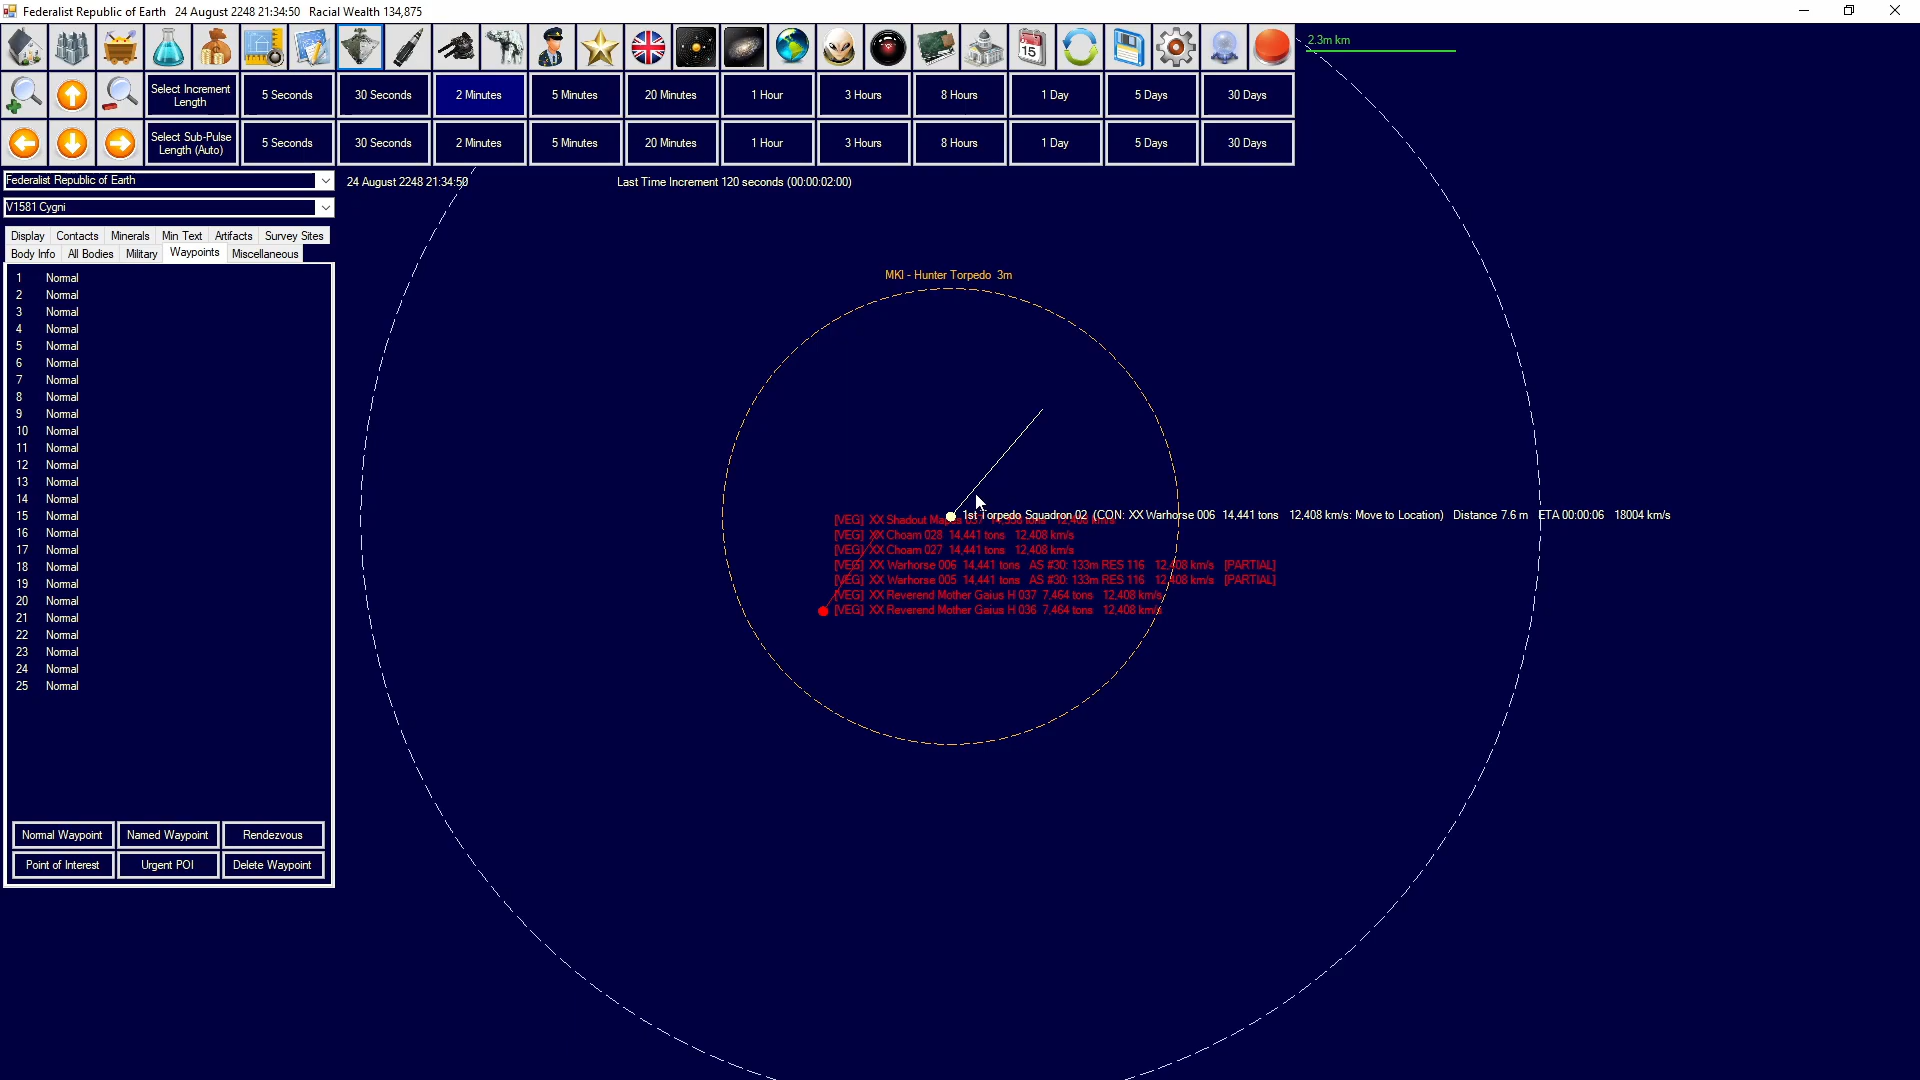 Federalist Republic of Earth   24 August 2248 21:34:50   Racial Wealth 134,875
2.3m km
15
Select Increment Length
5 Seconds
30 Seconds
2 Minutes
5 Minutes
20 Minutes
1 Hour
3 Hours
8 Hours
1 Day
5 Days
30 Days
Select Sub-Pulse Length (Auto)
5 Seconds
30 Seconds
2 Minutes
5 Minutes
20 Minutes
1 Hour
3 Hours
8 Hours
1 Day
5 Days
30 Days
Federalist Republic of Earth
24 August 2248 21:34:50
Last Time Increment 120 seconds (00:00:02:00)
V1581 Cygni
Display   Contacts   Minerals   Min Text   Artifacts   Survey Sites
Body Info   All Bodies   Military   Waypoints   Miscellaneous
1 Normal
2 Normal
3 Normal
4 Normal
5 Normal
6 Normal
7 Normal
8 Normal
9 Normal
10 Normal
11 Normal
12 Normal
13 Normal
14 Normal
15 Normal
16 Normal
17 Normal
18 Normal
19 Normal
20 Normal
21 Normal
22 Normal
23 Normal
24 Normal
25 Normal
Normal Waypoint   Named Waypoint   Rendezvous
Point of Interest   Urgent POI   Delete Waypoint
MKI - Hunter Torpedo  3m
1st Torpedo Squadron 02  (CON: XX Warhorse 006  14,441 tons   12,408 km/s: Move to Location)   Distance 7.6 m   ETA 00:00:06   18004 km/s
[VEG]  XX Shadout 12,408 km/s
[VEG]  XX Choam 028  14,441 tons   12,408 km/s
[VEG]  XX Choam 027  14,441 tons   12,408 km/s
[VEG]  XX Warhorse 006  14,441 tons   AS #30: 133m RES 116   12,408 km/s   [PARTIAL]
[VEG]  XX Warhorse 005  14,441 tons   AS #30: 133m RES 116   12,408 km/s   [PARTIAL]
[VEG]  XX Reverend Mother Gaius H 037  7,464 tons   12,408 km/s
[VEG]  XX Reverend Mother Gaius H 036  7,464 tons   12,408 km/s